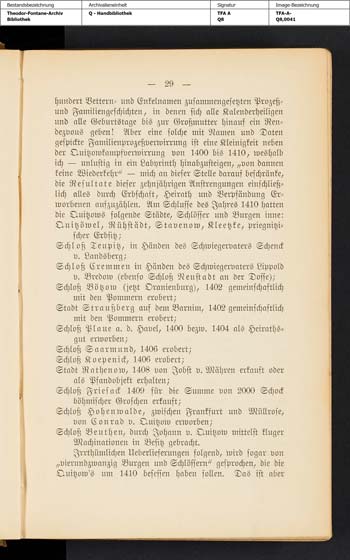 Bestandsbezeichnung Archivalieneinheit Signatur Image-Bezeichnung
Theodor-Fontane-Archiv Q - Handbibliothek TFA A TFA-A-
Bibliothek Q8 Q8,0041
— 29 —
hundert Vettern- und Enkelnamen zusammengesetzten Prozeß-
und Familiengeschichten, in denen sich alle Kalenderheiligen
und alle Geburtstage bis zur Großmutter hinauf ein Ren-
dezvous geben! Aber eine solche mit Namen und Daten
gespickte Familienprozeßverwirrung ist eine Kleinigkeit neben
der Quitzowkampfverwirrung von 1400 bis 1410, weshalb
ich — unlustig in ein Labyrinth hinabzusteigen, „von dannen
keine Wiederkehr“ — mich an dieser Stelle darauf beschränke,
die Resultate dieser zehnjährigen Anstrengungen einschließ-
lich alles durch Erbschaft, Heirath und Verpfändung Er-
worbenen aufzuzählen. Am Schlusse des Jahres 1410 hatten
die Quitzows folgende Städte, Schlösser und Burgen inne:
Quitzöwel, Rühstädt, Stavenow, Kletzke, priegnitzi-
scher Erbsitz;
Schloß Teupitz, in Händen des Schwiegervaters Schenck
v. Landsberg;
Schloß Cremmen in Händen des Schwiegervaters Lippold
v. Bredow (ebenso Schloß Neustadt an der Dosse);
Schloß Bötzow (jetzt Oranienburg), 1402 gemeinschaftlich
mit den Pommern erobert;
Stadt Straußberg auf dem Barnim, 1402 gemeinschaftlich
mit den Pommern erobert;
Schloß Plaue a. d. Havel, 1400 bezw. 1404 als Heiraths-
gut erworben;
Schloß Saarmund, 1406 erobert;
Schloß Koepenick, 1406 erobert;
Stadt Rathenow, 1408 von Jobst v. Mähren erkauft oder
als Pfandobjekt erhalten;
Schloß Friesack 1409 für die Summe von 2000 Schock
böhmischer Groschen erkauft;
Schloß Hohenwalde, zwischen Frankfurt und Müllrose,
von Conrad v. Quitzow erworben;
Schloß Beuthen, durch Johann v. Quitzow mittelst kluger
Machinationen in Besitz gebracht.
Irrthümlichen Ueberlieferungen folgend, wird sogar von
„vierundzwanzig Burgen und Schlössern“ gesprochen, die die
Quitzow's um 1410 besessen haben sollen. Das ist aber